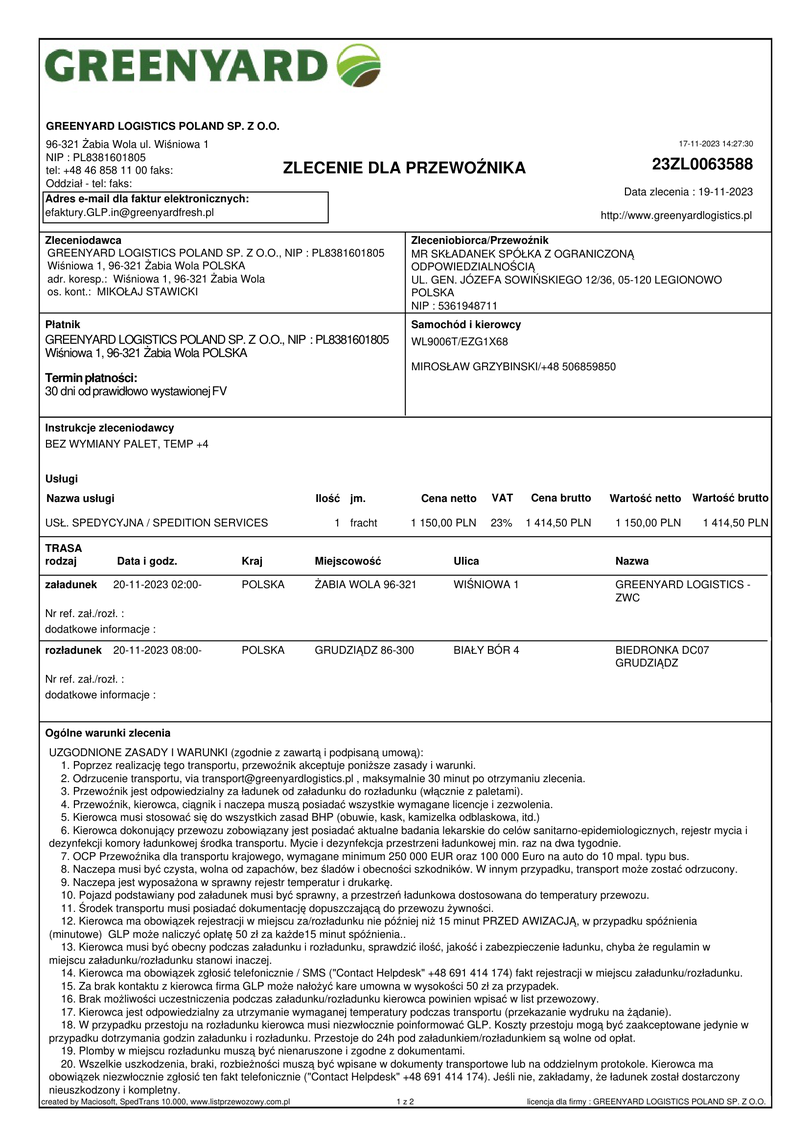 GREENYARD
GREENYARD LOGISTICS POLAND SP. Z O.O.
96-321 Żabia Wola ul. Wiśniowa 1
NIP : PL8381601805
tel: +48 46 858 11 00 faks:
Oddział - tel: faks:
Adres e-mail dla faktur elektronicznych:
efaktury.GLP.in@greenyardfresh.pl
ZLECENIE DLA PRZEWOŹNIKA
17-11-2023 14:27:30
23ZL0063588
Data zlecenia : 19-11-2023
http://www.greenyardlogistics.pl
Zleceniodawca
GREENYARD LOGISTICS POLAND SP. Z O.O., NIP : PL8381601805
Wiśniowa 1, 96-321 Żabia Wola POLSKA
adr. koresp.: Wiśniowa 1, 96-321 Żabia Wola
os. kont.: MIKOŁAJ STAWICKI
Zleceniobiorca/Przewoźnik
MR SKŁADANEK SPÓŁKA Z OGRANICZONĄ
ODPOWIEDZIALNOŚCIĄ
UL. GEN. JÓZEFA SOWIŃSKIEGO 12/36, 05-120 LEGIONOWO
POLSKA
NIP : 5361948711
Płatnik
GREENYARD LOGISTICS POLAND SP. Z O.O., NIP : PL8381601805
Wiśniowa 1, 96-321 Żabia Wola POLSKA
Termin płatności:
30 dni od prawidłowo wystawionej FV
Samochód i kierowcy
WL9006T/EZG1X68
MIROSŁAW GRZYBINSKI/+48 506859850
Instrukcje zleceniodawcy
BEZ WYMIANY PALET, TEMP +4
Usługi
Nazwa usługi Ilość jm. Cena netto VAT Cena brutto Wartość netto Wartość brutto
USŁ. SPEDYCYJNA / SPEDITION SERVICES 1 fracht 1 150,00 PLN 23% 1 414,50 PLN 1 150,00 PLN 1 414,50 PLN
TRASA
rodzaj Data i godz. Kraj Miejscowość Ulica Nazwa
załadunek 20-11-2023 02:00- POLSKA ŻABIA WOLA 96-321 WIŚNIOWA 1 GREENYARD LOGISTICS -
ZWC
Nr ref. zał./rozł. :
dodatkowe informacje :
rozładunek 20-11-2023 08:00- POLSKA GRUDZIĄDZ 86-300 BIAŁY BÓR 4 BIEDRONKA DC07
GRUDZIĄDZ
Nr ref. zał./rozł. :
dodatkowe informacje :
Ogólne warunki zlecenia
UZGODNIONE ZASADY I WARUNKI (zgodnie z zawartą i podpisaną umową):
1. Poprzez realizację tego transportu, przewoźnik akceptuje poniższe zasady i warunki.
2. Odrzucenie transportu, via transport@greenyardlogistics.pl , maksymalnie 30 minut po otrzymaniu zlecenia.
3. Przewoźnik jest odpowiedzialny za ładunek od załadunku do rozładunku (włącznie z paletami).
4. Przewoźnik, kierowca, ciągnik i naczepa muszą posiadać wszystkie wymagane licencje i zezwolenia.
5. Kierowca musi stosować się do wszystkich zasad BHP (obuwie, kask, kamizelka odblaskowa, itd.)
6. Kierowca dokonujący przewozu zobowiązany jest posiadać aktualne badania lekarskie do celów sanitarno-epidemiologicznych, rejestr mycia i
dezynfekcji komory ładunkowej środka transportu. Mycie i dezynfekcja przestrzeni ładunkowej min. raz na dwa tygodnie.
7. OCP Przewoźnika dla transportu krajowego, wymagane minimum 250 000 EUR oraz 100 000 Euro na auto do 10 mpal. typu bus.
8. Naczepa musi być czysta, wolna od zapachów, bez śladów i obecności szkodników. W innym przypadku, transport może zostać odrzucony.
9. Naczepa jest wyposażona w sprawny rejestr temperatur i drukarkę.
10. Pojazd podstawiony pod załadunek musi być sprawny, a przestrzeń ładunkowa dostosowana do temperatury przewozu.
11. Środek transportu musi posiadać dokumentację dopuszczającą do przewozu żywności.
12. Kierowca ma obowiązek rejestracji w miejscu za/rozładunku nie później niż 15 minut PRZED AWIZACJĄ, w przypadku spóźnienia
(minutowe) GLP może naliczyć opłatę 50 zł za każde15 minut spóźnienia..
13. Kierowca musi być obecny podczas załadunku i rozładunku, sprawdzić ilość, jakość i zabezpieczenie ładunku, chyba że regulamin w
miejscu załadunku/rozładunku stanowi inaczej.
14. Kierowca ma obowiązek zgłosić telefonicznie / SMS ("Contact Helpdesk" +48 691 414 174) fakt rejestracji w miejscu załadunku/rozładunku.
15. Za brak kontaktu z kierowca firma GLP może nałożyć kare umowna w wysokości 50 zł za przypadek.
16. Brak możliwości uczestniczenia podczas załadunku/rozładunku kierowca powinien wpisać w list przewozowy.
17. Kierowca jest odpowiedzialny za utrzymanie wymaganej temperatury podczas transportu (przekazanie wydruku na żądanie).
18. W przypadku przestoju na rozładunku kierowca musi niezwłocznie poinformować GLP. Koszty przestoju mogą być zaakceptowane jedynie w
przypadku dotrzymania godzin załadunku i rozładunku. Przestoje do 24h pod załadunkiem/rozładunkiem są wolne od opłat.
19. Plomby w miejscu rozładunku muszą być nienaruszone i zgodne z dokumentami.
20. Wszelkie uszkodzenia, braki, rozbieżności muszą być wpisane w dokumenty transportowe lub na oddzielnym protokole. Kierowca ma
obowiązek niezwłocznie zgłosić ten fakt telefonicznie ("Contact Helpdesk" +48 691 414 174). Jeśli nie, zakładamy, że ładunek został dostarczony
nieuszkodzony i kompletny.
created by Maciosoft, SpedTrans 10.000, www.listprzewozowy.com.pl 1 z 2 licencja dla firmy : GREENYARD LOGISTICS POLAND SP. Z O.O.